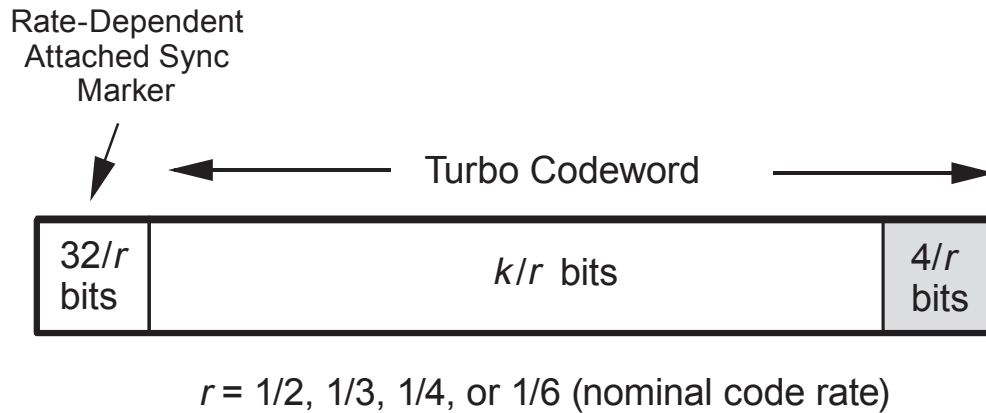 Rate-Dependent
Attached Sync
Marker
Turbo Codeword
32/r
bits
k/r bits
4/r
bits
r = 1/2, 1/3, 1/4, or 1/6 (nominal code rate)